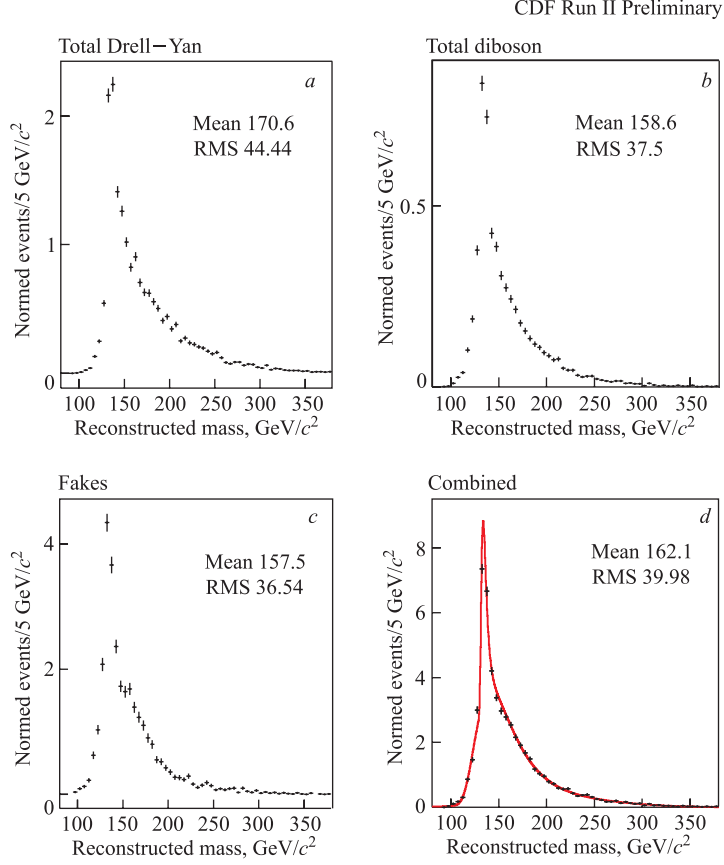 CDF Run II Preliminary
Total Drell–Yan
a
Mean 170.6
RMS 44.44
Normed events/5 GeV/c²
2
1
0
100 150 200 250 300 350
Reconstructed mass, GeV/c²
Total diboson
b
Mean 158.6
RMS 37.5
Normed events/5 GeV/c²
0.5
0
100 150 200 250 300 350
Reconstructed mass, GeV/c²
Fakes
c
Mean 157.5
RMS 36.54
Normed events/5 GeV/c²
4
2
0
100 150 200 250 300 350
Reconstructed mass, GeV/c²
Combined
d
Mean 162.1
RMS 39.98
Normed events/5 GeV/c²
8
6
4
2
0
100 150 200 250 300 350
Reconstructed mass, GeV/c²